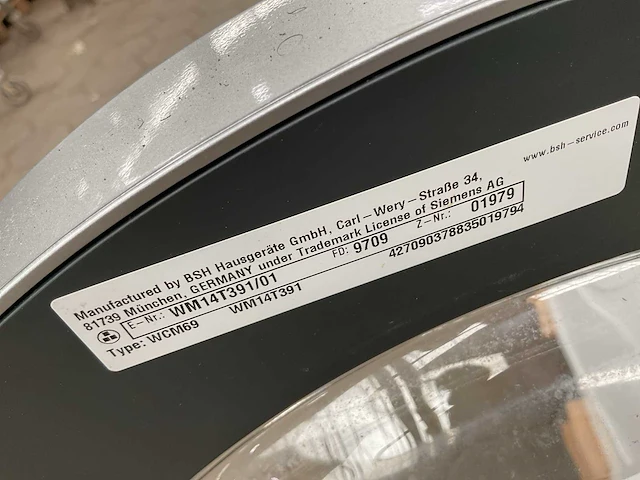 www.bsh-service.com
Manufactured by BSH Hausgeräte GmbH, Carl-Wery-Straße 34,
81739 München, GERMANY under Trademark License of Siemens AG
E-Nr.: WM14T391/01 FD: 9709 Z-Nr.: 01979
Type: WCM69 WM14T391 427090378835019794